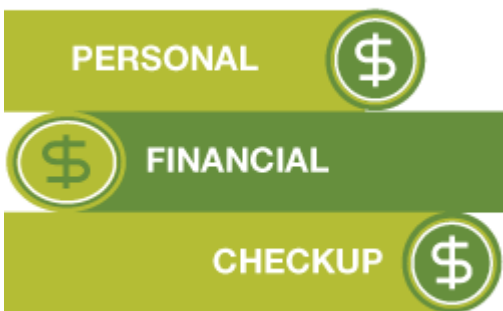 PERSONAL $
$ FINANCIAL
CHECKUP $